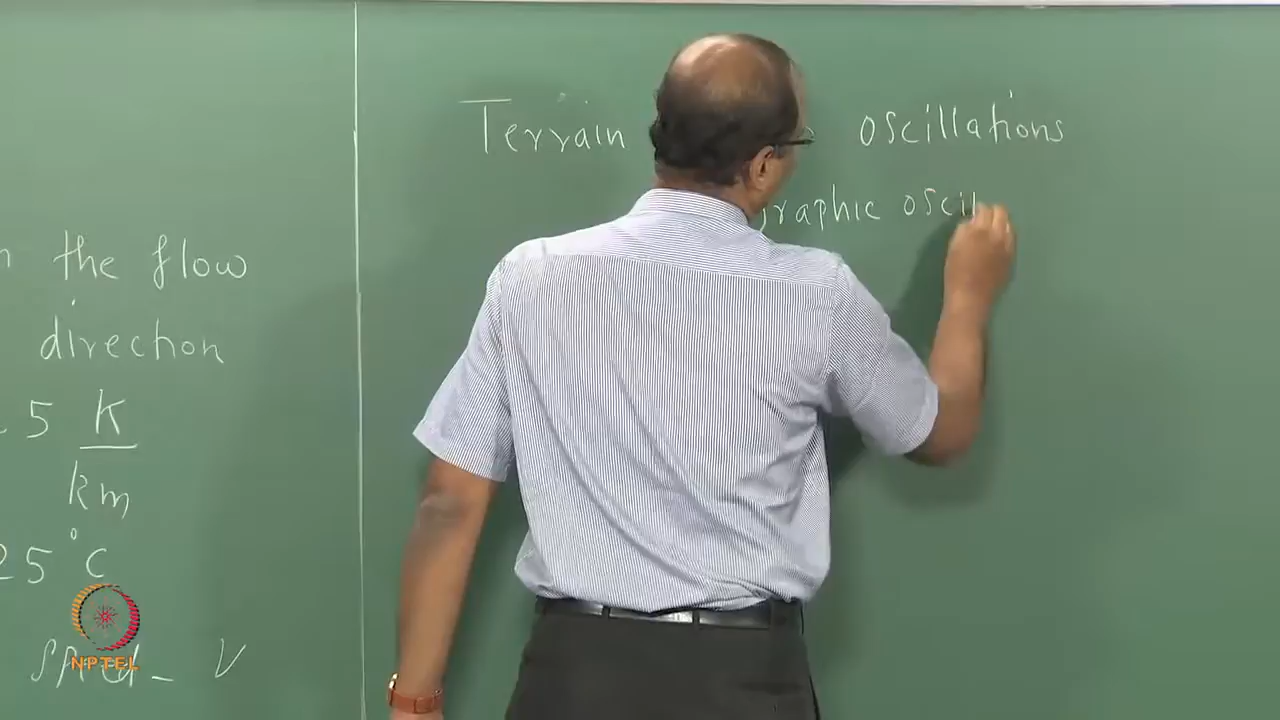 the flow
direction
5 K
km
25 °C
V
NPTEL
Terrain oscillations
graphic oscil